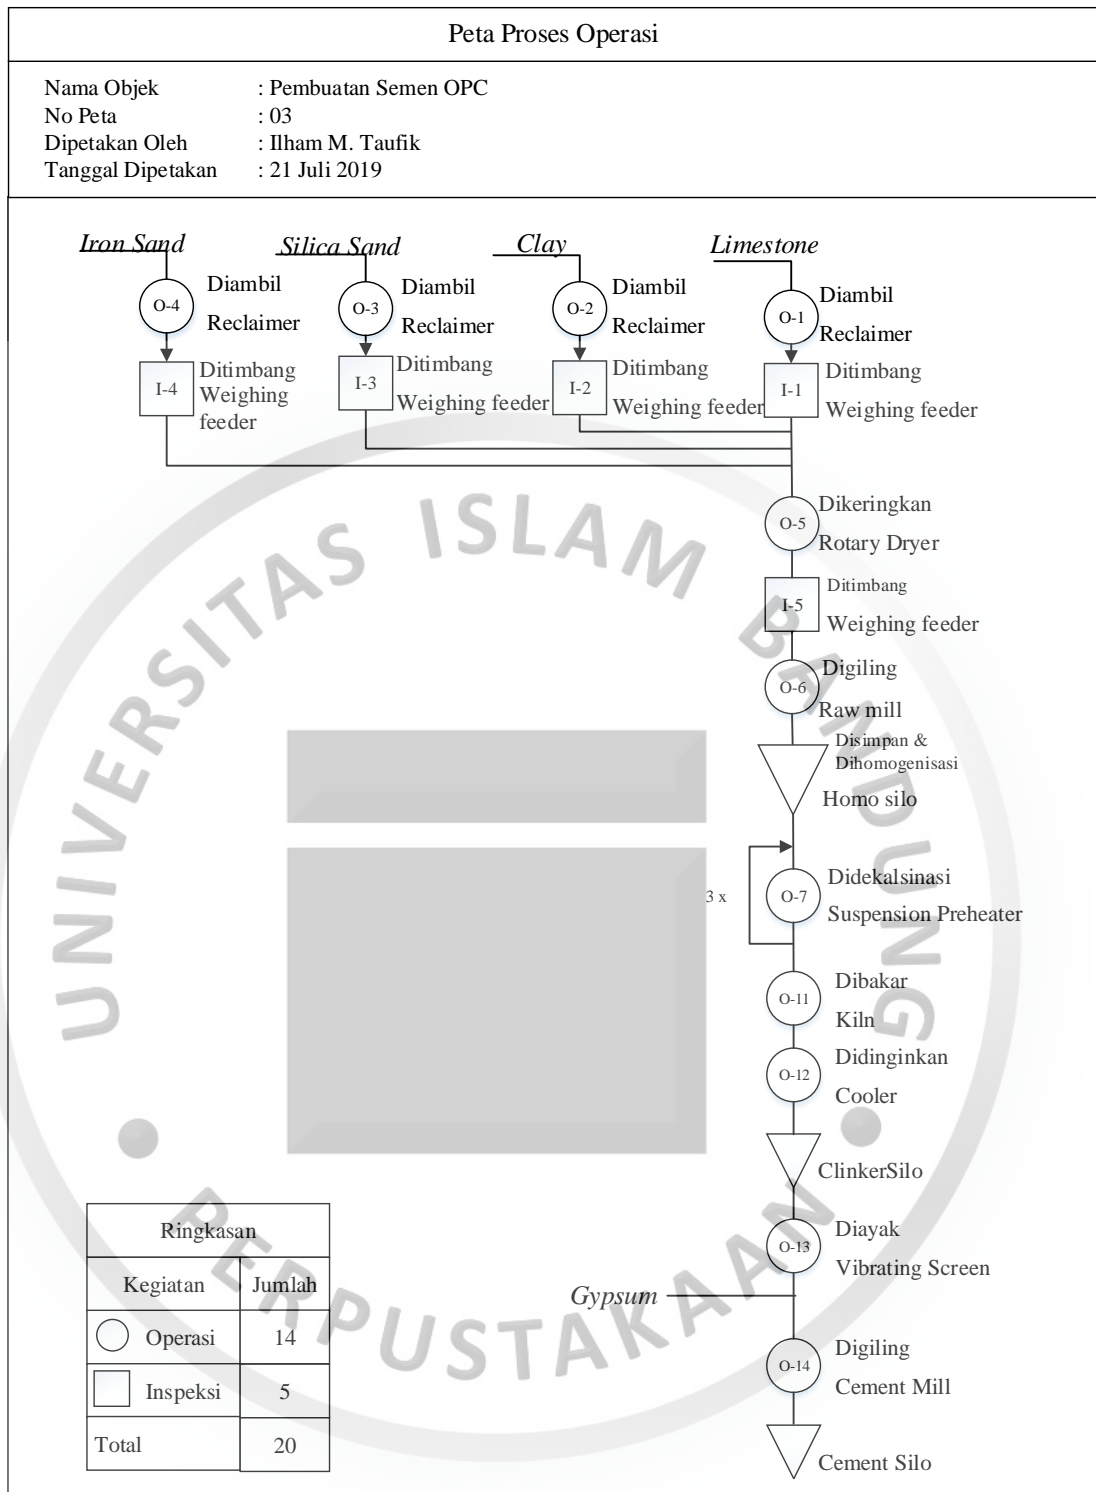 Peta Proses Operasi
Nama Objek : Pembuatan Semen OPC
No Peta : 03
Dipetakan Oleh : Ilham M. Taufik
Tanggal Dipetakan : 21 Juli 2019
Iron Sand
Silica Sand
Clay
Limestone
O-4
Diambil
Reclaimer
O-3
Diambil
Reclaimer
O-2
Diambil
Reclaimer
O-1
Diambil
Reclaimer
I-4
Ditimbang
Weighing
feeder
I-3
Ditimbang
Weighing feeder
I-2
Ditimbang
Weighing feeder
I-1
Ditimbang
Weighing feeder
O-5
Dikeringkan
Rotary Dryer
I-5
Ditimbang
Weighing feeder
O-6
Digiling
Raw mill
Disimpan &
Dihomogenisasi
Homo silo
3 x
O-7
Didekalsinasi
Suspension Preheater
O-11
Dibakar
Kiln
O-12
Didinginkan
Cooler
ClinkerSilo
O-13
Diayak
Vibrating Screen
Gypsum
O-14
Digiling
Cement Mill
Cement Silo
Ringkasan
Kegiatan Jumlah
Operasi 14
Inspeksi 5
Total 20
UNIVERSITAS ISLAM BANDUNG
PERPUSTAKAAN